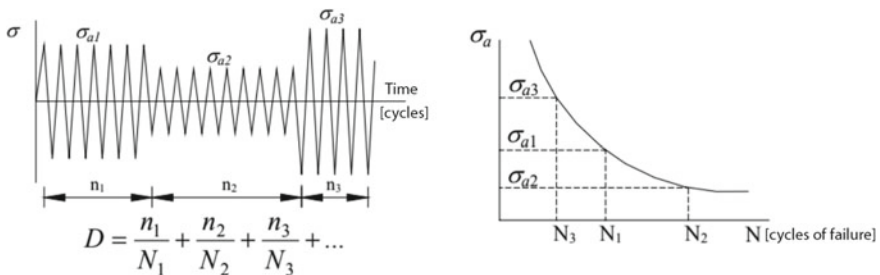 σ
σa1
σa2
σa3
Time
[cycles]
n1
n2
n3
D = n1/N1 + n2/N2 + n3/N3 + ...
σa
σa3
σa1
σa2
N3 N1 N2 N [cycles of failure]